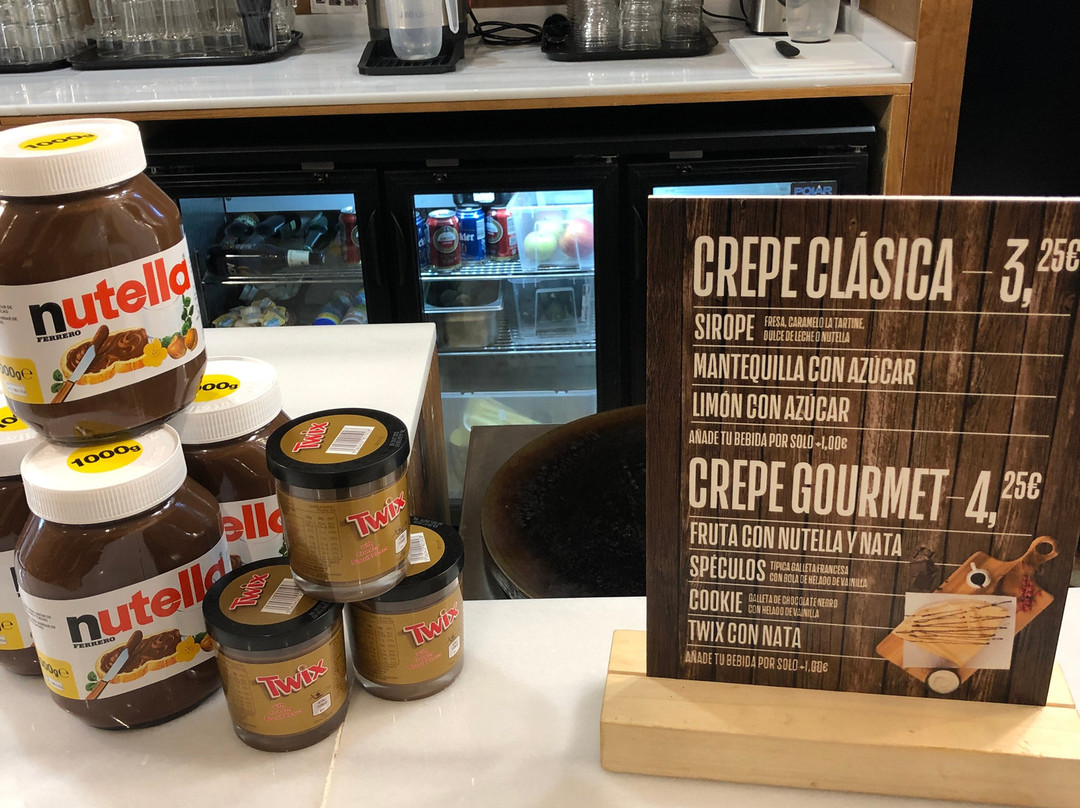 CREPE CLÁSICA — 3,25€
SIROPE FRESA, CARAMELO LA TARTINE,
DULCE DE LECHE O NUTELLA
MANTEQUILLA CON AZÚCAR
LIMÓN CON AZÚCAR
AÑADE TU BEBIDA POR SOLO +1,00€
CREPE GOURMET — 4,25€
FRUTA CON NUTELLA Y NATA
SPÉCULOS TÍPICA GALLETA FRANCESA
CON BOLA DE HELADO DE VAINILLA
COOKIE GALLETA DE CHOCOLATE NEGRO
CON HELADO DE VAINILLA
TWIX CON NATA
AÑADE TU BEBIDA POR SOLO +1,00€
POLAR
1000g
nutella
FERRERO
1000g
nutella
FERRERO
Twix
Twix
Twix
Twix
Twix